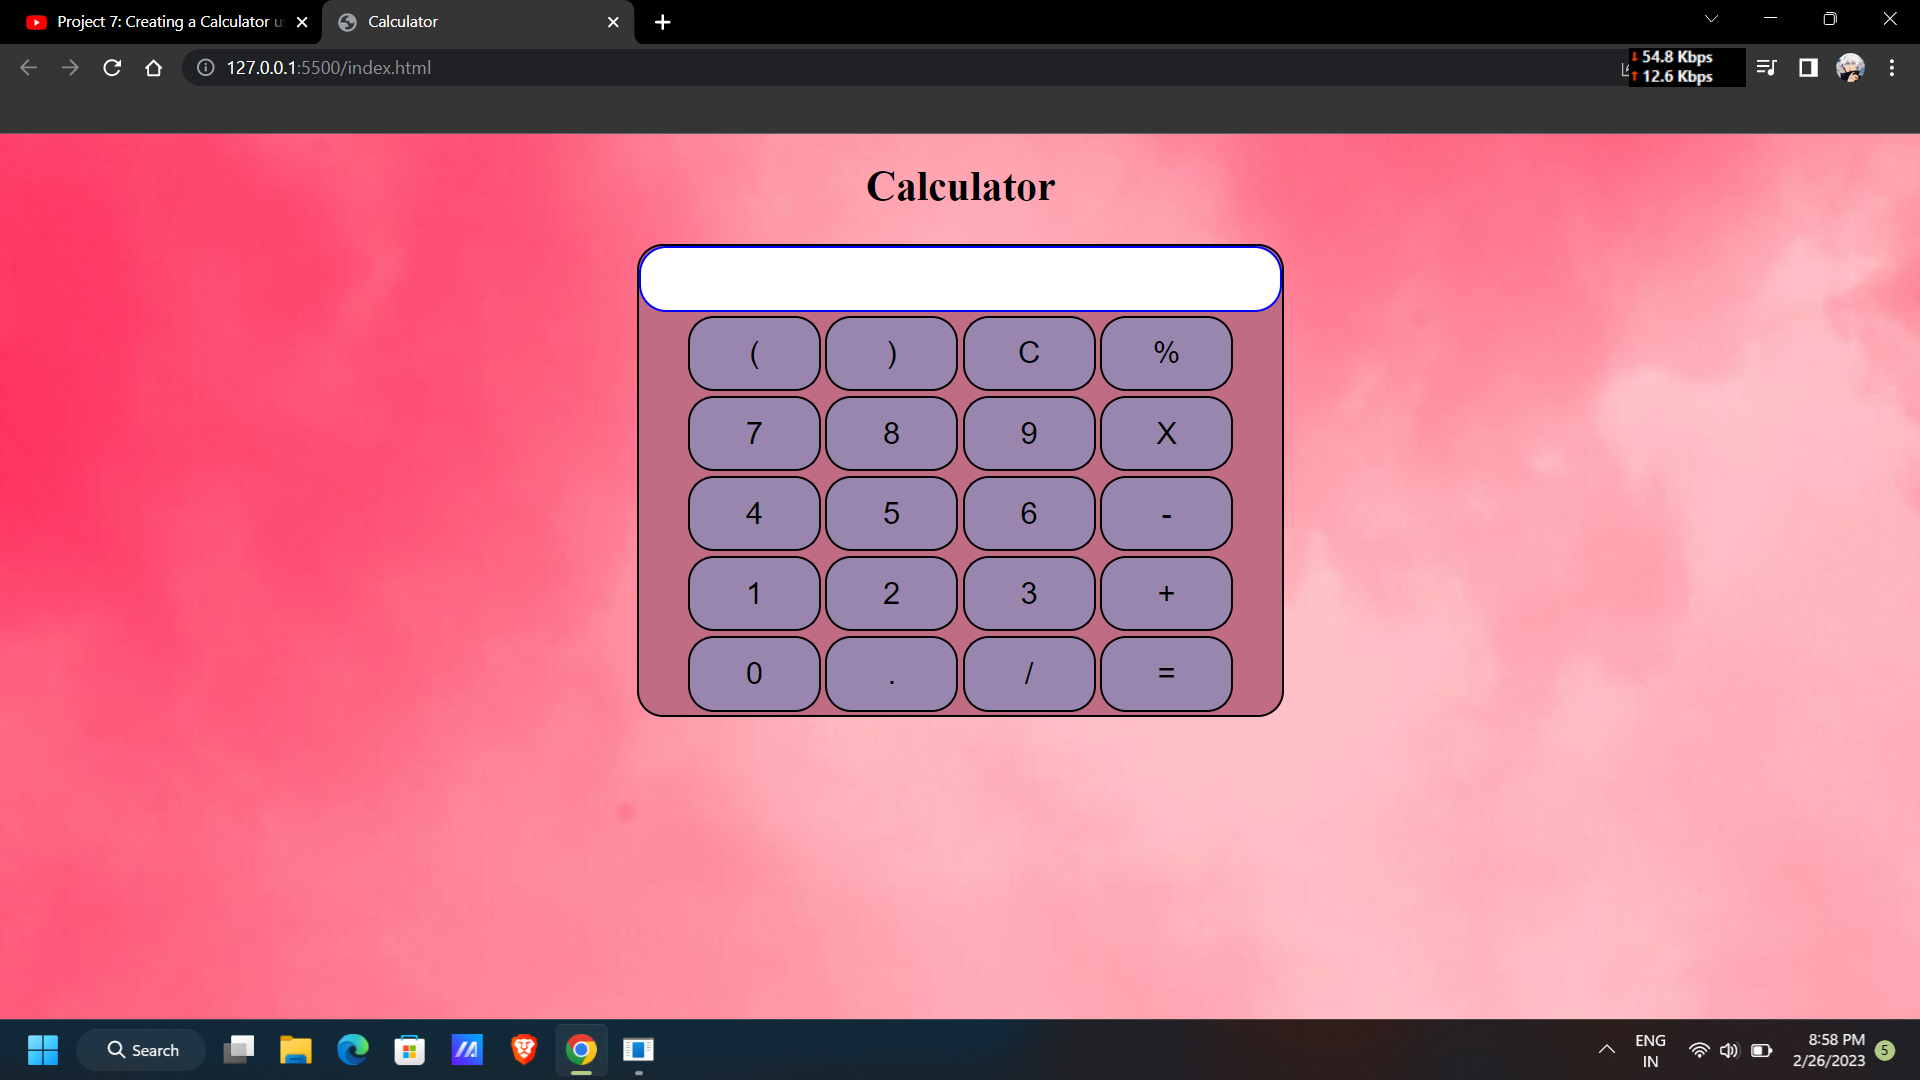 Project 7: Creating a Calculator u
Calculator
127.0.0.1:5500/index.html
54.8 Kbps
12.6 Kbps
Calculator
( ) C %
7 8 9 X
4 5 6 -
1 2 3 +
0 . / =
Search
ENG
IN
8:58 PM
2/26/2023
5